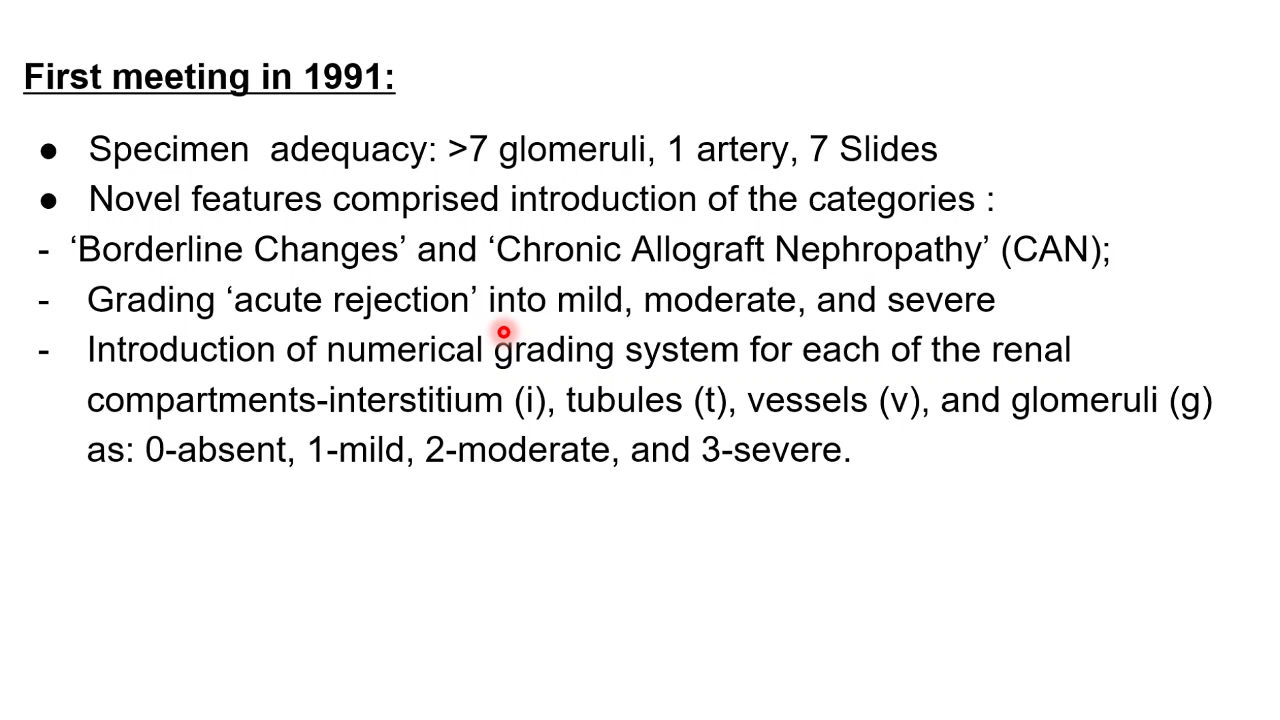 First meeting in 1991:
● Specimen  adequacy: >7 glomeruli, 1 artery, 7 Slides
● Novel features comprised introduction of the categories :
- ‘Borderline Changes’ and ‘Chronic Allograft Nephropathy’ (CAN);
- Grading ‘acute rejection’ into mild, moderate, and severe
- Introduction of numerical grading system for each of the renal
compartments-interstitium (i), tubules (t), vessels (v), and glomeruli (g)
as: 0-absent, 1-mild, 2-moderate, and 3-severe.